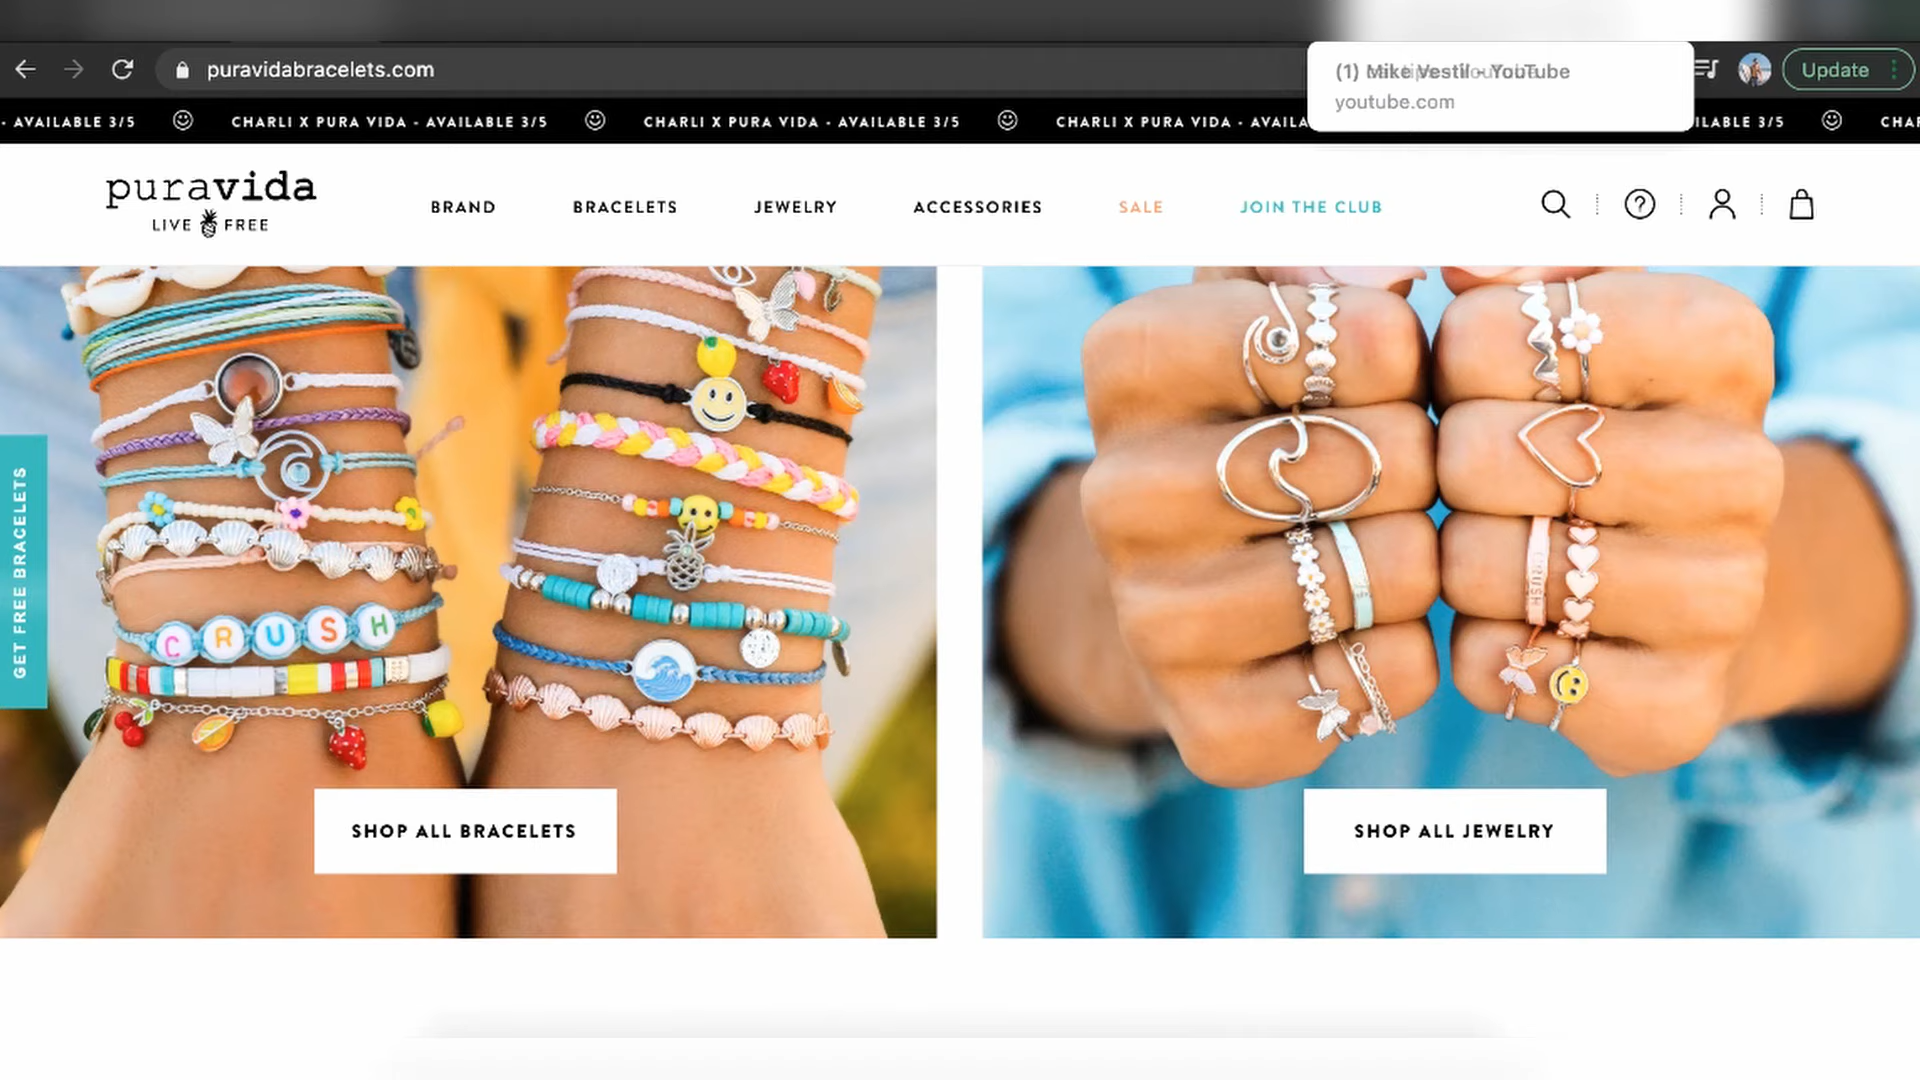 puravidabracelets.com
(1) Mike Vestil - YouTube
youtube.com
Update
- AVAILABLE 3/5 CHARLI X PURA VIDA - AVAILABLE 3/5 CHARLI X PURA VIDA - AVAILABLE 3/5 CHARLI X PURA VIDA - AVAILA ILABLE 3/5 CHAR
puravida
LIVE FREE
BRAND BRACELETS JEWELRY ACCESSORIES SALE JOIN THE CLUB
GET FREE BRACELETS
CRUSH
SHOP ALL BRACELETS
SHOP ALL JEWELRY